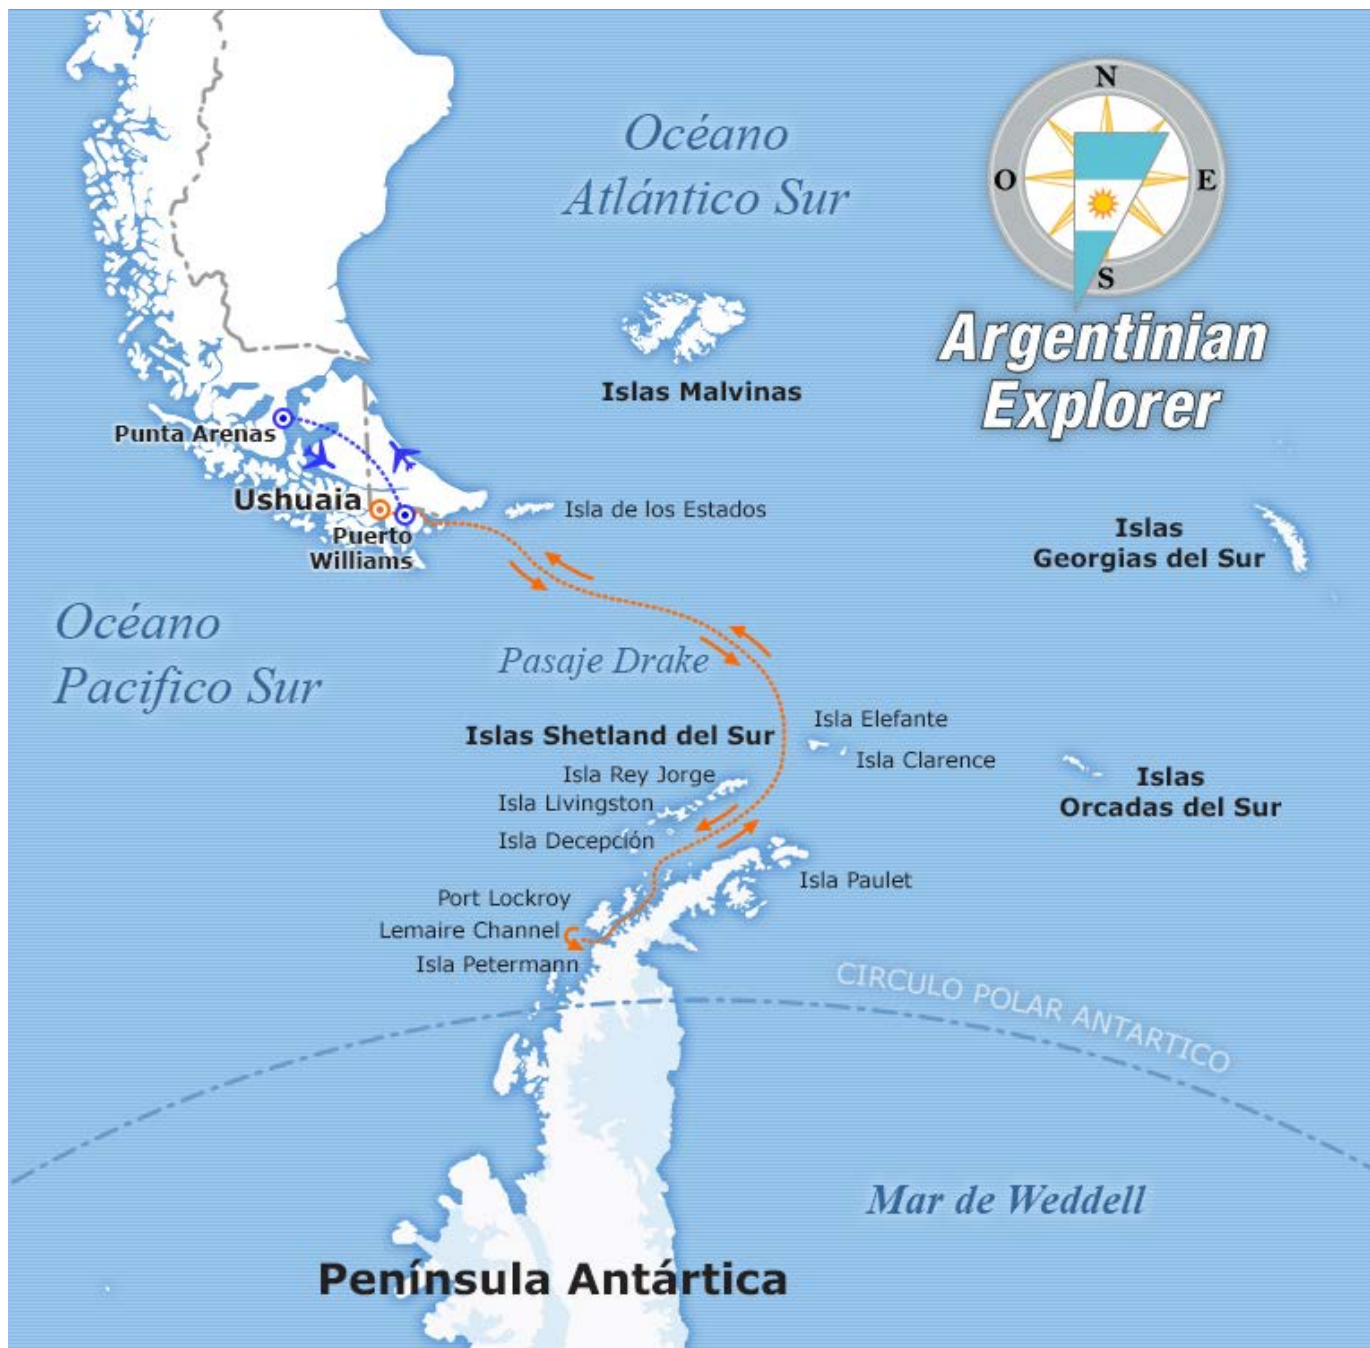 Océano
Atlántico Sur
N
O
E
S
Argentinian
Explorer
Islas Malvinas
Punta Arenas
Ushuaia
Puerto
Williams
Isla de los Estados
Islas
Georgias del Sur
Océano
Pacifico Sur
Pasaje Drake
Islas Shetland del Sur
Isla Elefante
Isla Clarence
Isla Rey Jorge
Isla Livingston
Isla Decepción
Islas
Orcadas del Sur
Isla Paulet
Port Lockroy
Lemaire Channel
Isla Petermann
CIRCULO POLAR ANTARTICO
Mar de Weddell
Península Antártica